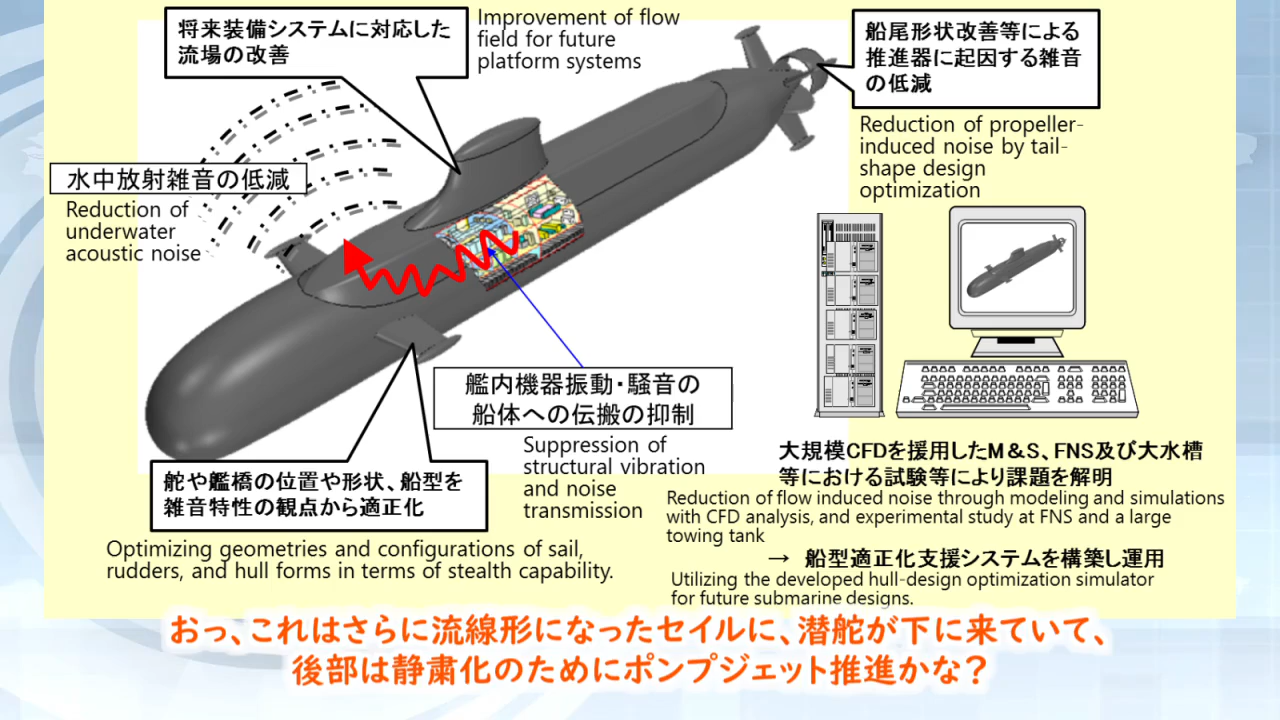 将来装備システムに対応した
流場の改善
Improvement of flow
field for future
platform systems
船尾形状改善等による
推進器に起因する雑音
の低減
Reduction of propeller-
induced noise by tail-
shape design
optimization
水中放射雑音の低減
Reduction of
underwater
acoustic noise
艦内機器振動・騒音の
船体への伝搬の抑制
Suppression of
structural vibration
and noise
transmission
舵や艦橋の位置や形状、船型を
雑音特性の観点から適正化
Optimizing geometries and configurations of sail,
rudders, and hull forms in terms of stealth capability.
大規模CFDを援用したM＆S、FNS及び大水槽
等における試験等により課題を解明
Reduction of flow induced noise through modeling and simulations
with CFD analysis, and experimental study at FNS and a large
towing tank
→ 船型適正化支援システムを構築し運用
Utilizing the developed hull-design optimization simulator
for future submarine designs.
おっ、これはさらに流線形になったセイルに、潜舵が下に来ていて、
後部は静粛化のためにポンプジェット推進かな？